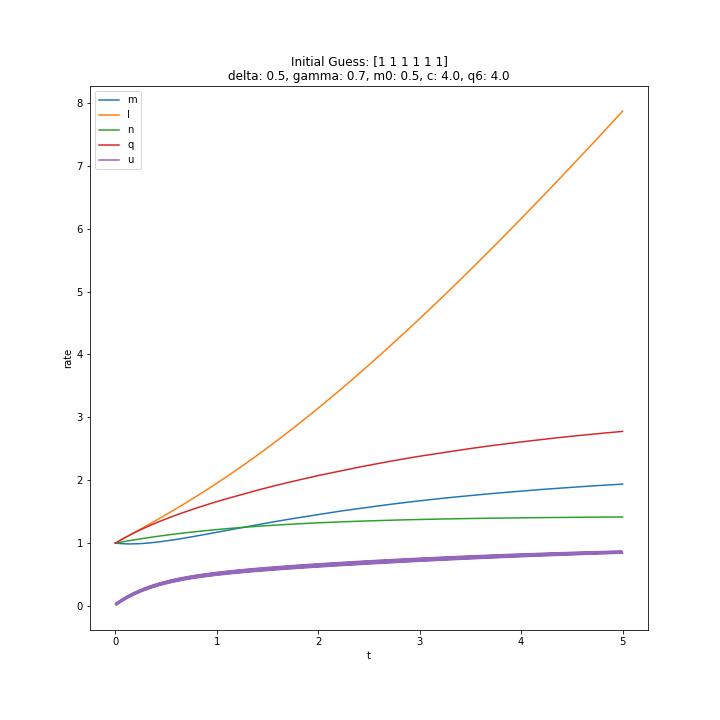 Initial Guess: [1 1 1 1 1 1]
delta: 0.5, gamma: 0.7, m0: 0.5, c: 4.0, q6: 4.0
m
l
n
q
u
8
7
6
5
4
3
2
1
0
rate
0 1 2 3 4 5
t